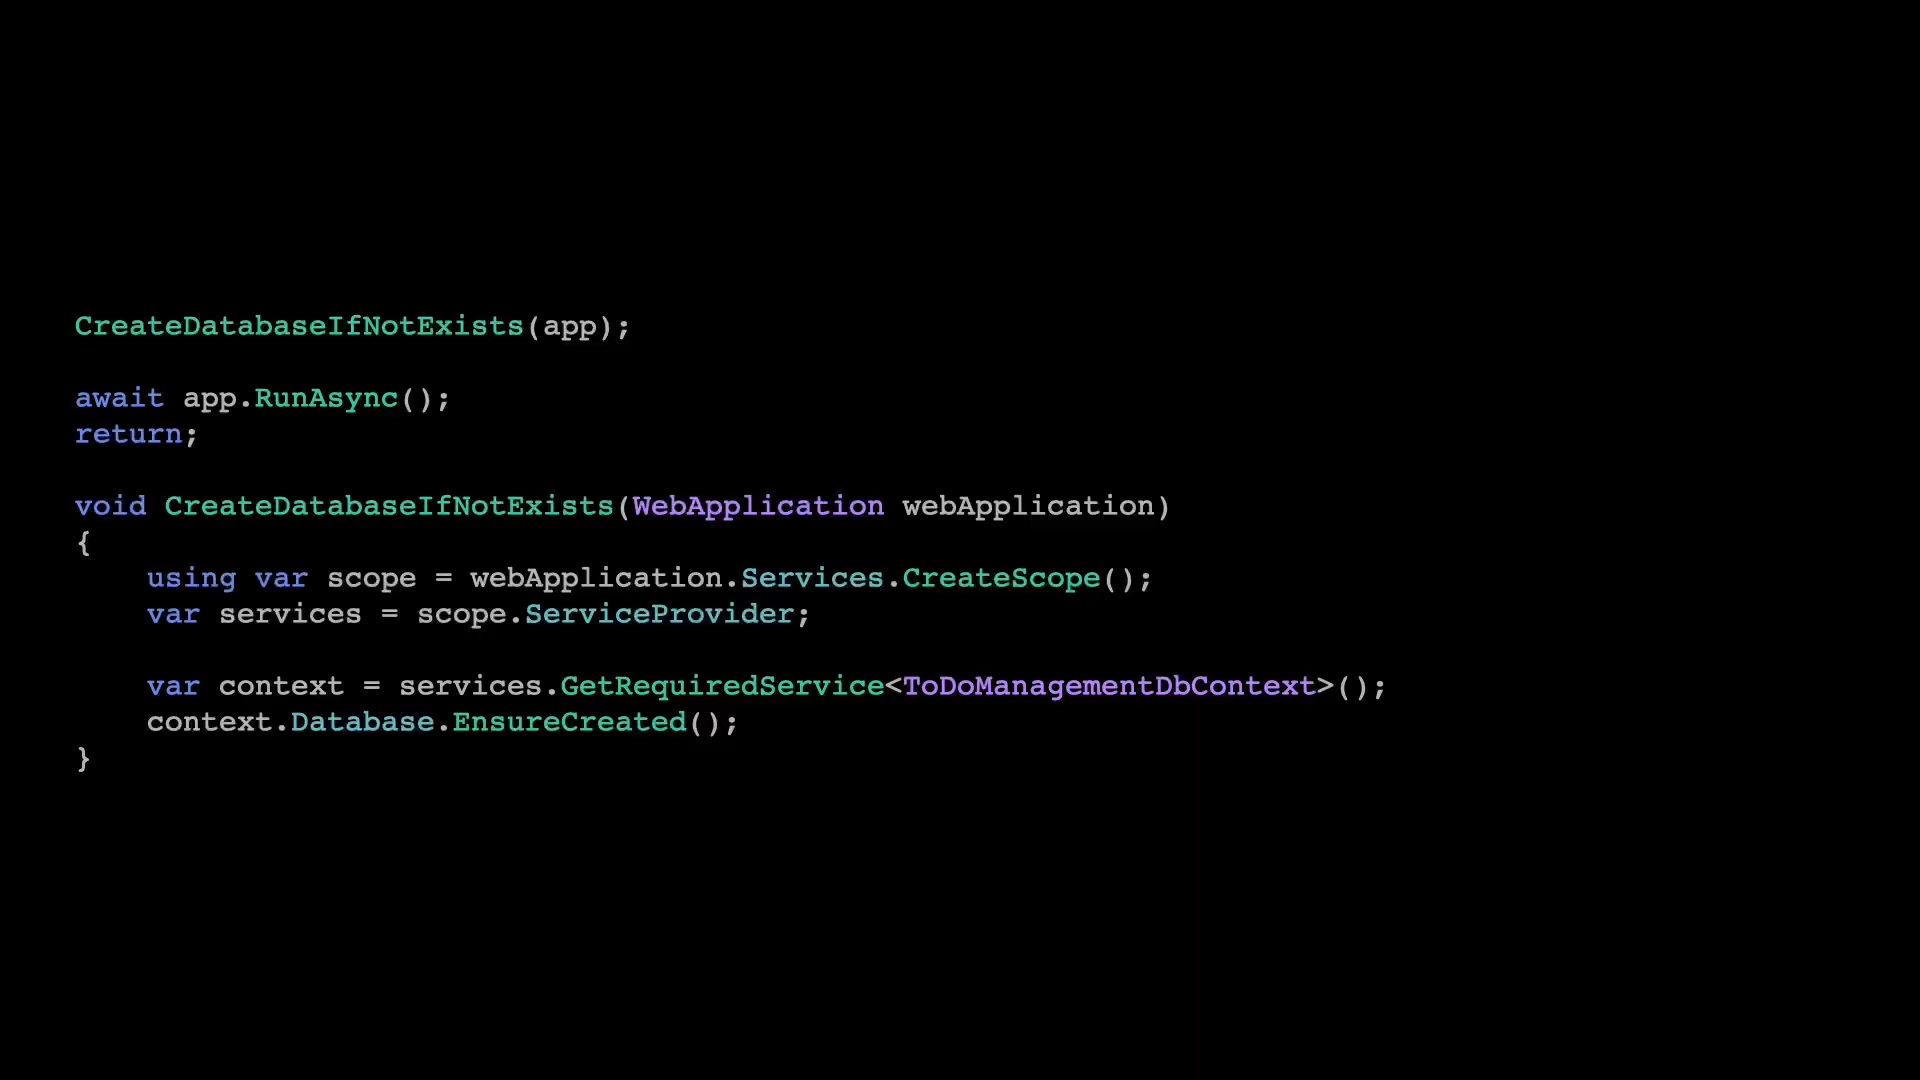 CreateDatabaseIfNotExists(app);
await app.RunAsync();
return;
void CreateDatabaseIfNotExists(WebApplication webApplication)
{
    using var scope = webApplication.Services.CreateScope();
    var services = scope.ServiceProvider;
    var context = services.GetRequiredService<ToDoManagementDbContext>();
    context.Database.EnsureCreated();
}